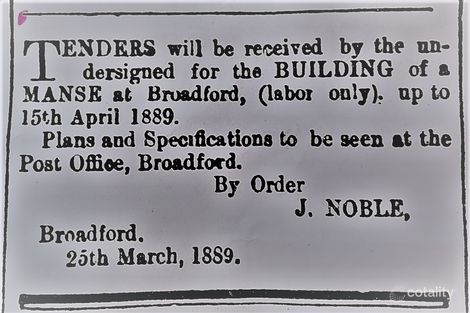 TENDERS will be received by the un-
dersigned for the BUILDING of a
MANSE at Broadford, (labor only), up to
15th April 1889.
Plans and Specifications to be seen at the
Post Office, Broadford.
By Order
J. NOBLE,
Broadford.
25th March, 1889.
cotality